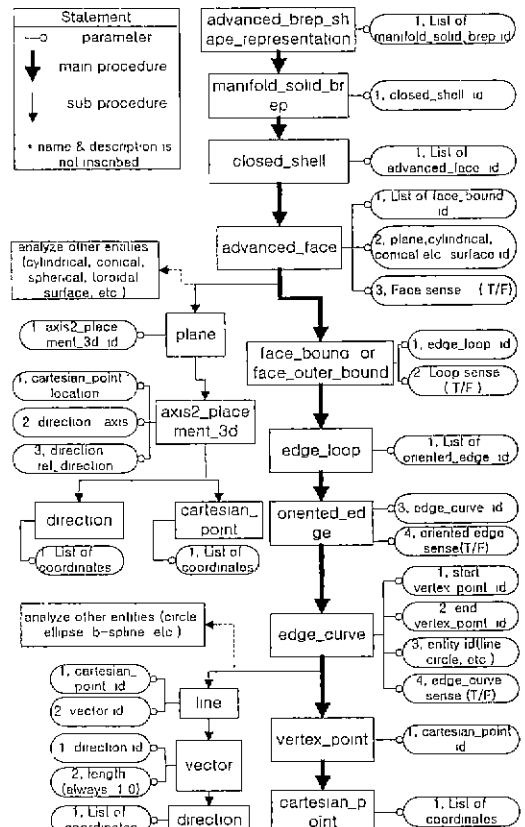 Statement
parameter
main procedure
sub procedure
* name & description is
not inscribed
advanced_brep_sh
ape_representation
1, List of
manifold_solid_brep id
manifold_solid_b
rep
1, closed_shell id
closed_shell
1, List of
advanced_face id
advanced_face
1, List of face_bound
id
2, plane,cylindrical,
conical etc surface id
3, Face sense (T/F)
analyze other entities
(cylindrical, conical,
spherical, toroidal
surface, etc )
plane
1 axis2_place
ment_3d_id
face_bound or
face_outer_bound
1, edge_loop id
2 Loop sense
(T/F)
1, cartesian_point
location
2 direction axis
3, direction
rel_direction
axis2_place
ment_3d
edge_loop
1, List of
oriented_edge id
direction
1 List of
coordinates
cartesian_
point
1, List of
coordinates
oriented_ed
ge
3, edge_curve id
4, oriented edge
sense(T/F)
analyze other entities (circle
ellipse b-spline etc )
edge_curve
1, start
vertex_point id
2 end
vertex_point_id
3, entity id(line
circle, etc )
4, edge_curve
sense (T/F)
1, cartesian_
point id
2 vector id
line
1 direction id
2, length
(always 1 0)
vector
vertex_point
1, cartesian_point
id
1, List of
coordinates
direction
cartesian_p
oint
1, List of
coordinates